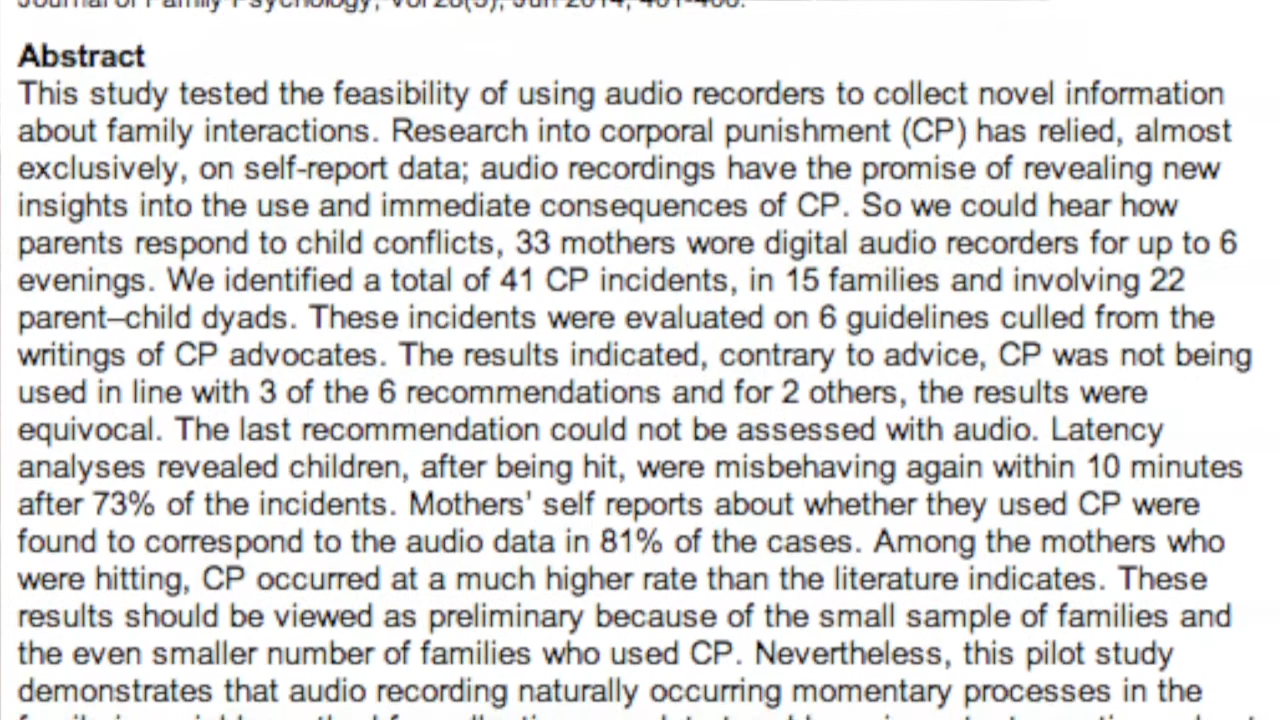 Journal of Family Psychology, Vol 28(3), Jun 2014, 401-406.
Abstract
This study tested the feasibility of using audio recorders to collect novel information
about family interactions. Research into corporal punishment (CP) has relied, almost
exclusively, on self-report data; audio recordings have the promise of revealing new
insights into the use and immediate consequences of CP. So we could hear how
parents respond to child conflicts, 33 mothers wore digital audio recorders for up to 6
evenings. We identified a total of 41 CP incidents, in 15 families and involving 22
parent–child dyads. These incidents were evaluated on 6 guidelines culled from the
writings of CP advocates. The results indicated, contrary to advice, CP was not being
used in line with 3 of the 6 recommendations and for 2 others, the results were
equivocal. The last recommendation could not be assessed with audio. Latency
analyses revealed children, after being hit, were misbehaving again within 10 minutes
after 73% of the incidents. Mothers' self reports about whether they used CP were
found to correspond to the audio data in 81% of the cases. Among the mothers who
were hitting, CP occurred at a much higher rate than the literature indicates. These
results should be viewed as preliminary because of the small sample of families and
the even smaller number of families who used CP. Nevertheless, this pilot study
demonstrates that audio recording naturally occurring momentary processes in the